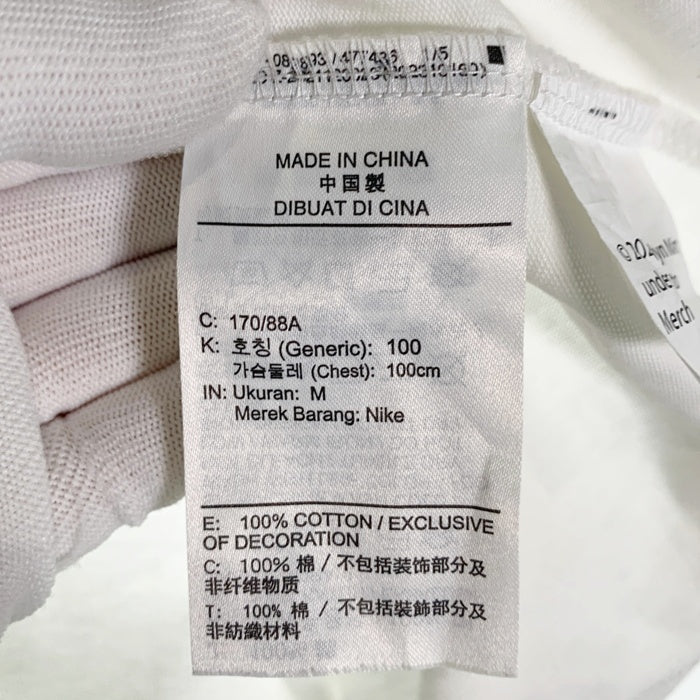 MADE IN CHINA
中国製
DIBUAT DI CINA
C: 170/88A
K: 호칭 (Generic): 100
가슴둘레 (Chest): 100cm
IN: Ukuran: M
Merek Barang: Nike
E: 100% COTTON / EXCLUSIVE
OF DECORATION
C: 100% 棉 / 不包括装饰部分及
非纤维物质
T: 100% 棉 / 不包括裝飾部分及
非紡織材料
unde
Merch